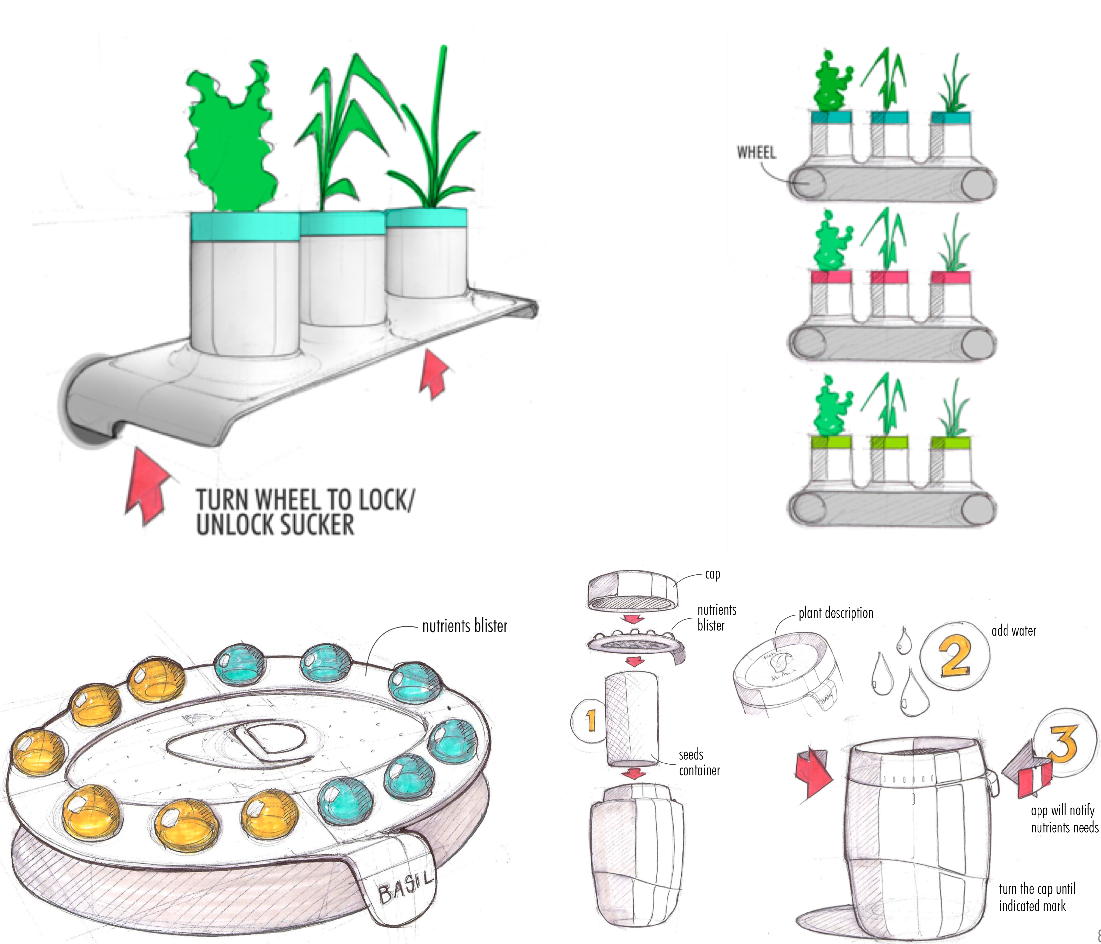 WHEEL
TURN WHEEL TO LOCK/
UNLOCK SUCKER
nutrients blister
BASIL
cap
nutrients
blister
1
seeds
container
plant description
2
add water
3
app will notify
nutrients needs
turn the cap until
indicated mark